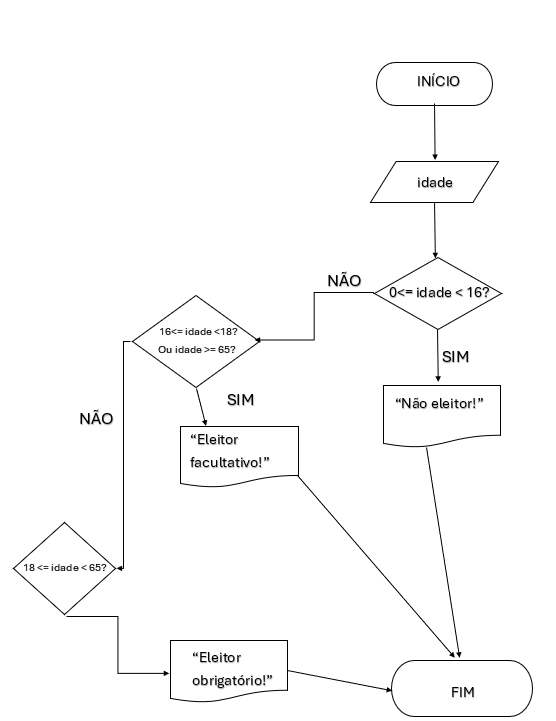 INÍCIO
idade
0<= idade < 16?
NÃO
SIM
16<= idade <18?
Ou idade >= 65?
“Não eleitor!”
SIM
NÃO
“Eleitor
facultativo!”
18 <= idade < 65?
“Eleitor
obrigatório!”
FIM